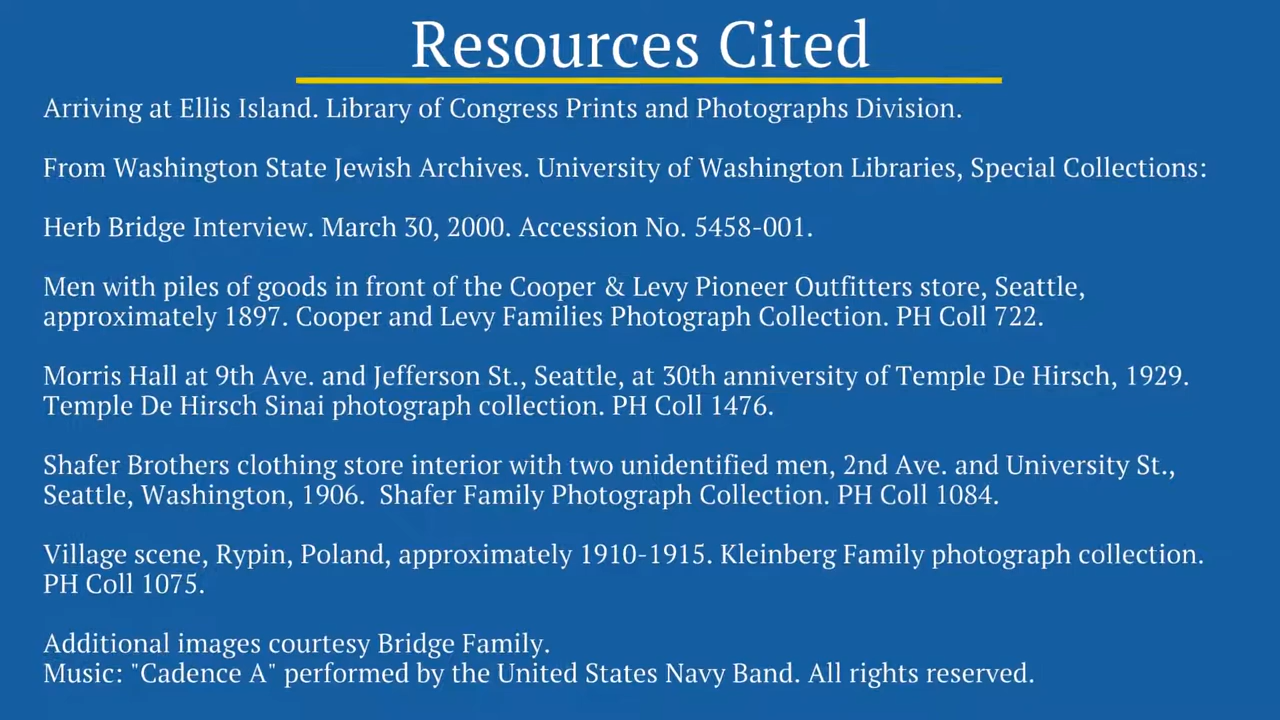 Resources Cited
Arriving at Ellis Island. Library of Congress Prints and Photographs Division.
From Washington State Jewish Archives. University of Washington Libraries, Special Collections:
Herb Bridge Interview. March 30, 2000. Accession No. 5458-001.
Men with piles of goods in front of the Cooper & Levy Pioneer Outfitters store, Seattle,
approximately 1897. Cooper and Levy Families Photograph Collection. PH Coll 722.
Morris Hall at 9th Ave. and Jefferson St., Seattle, at 30th anniversity of Temple De Hirsch, 1929.
Temple De Hirsch Sinai photograph collection. PH Coll 1476.
Shafer Brothers clothing store interior with two unidentified men, 2nd Ave. and University St.,
Seattle, Washington, 1906.  Shafer Family Photograph Collection. PH Coll 1084.
Village scene, Rypin, Poland, approximately 1910-1915. Kleinberg Family photograph collection.
PH Coll 1075.
Additional images courtesy Bridge Family.
Music: "Cadence A" performed by the United States Navy Band. All rights reserved.